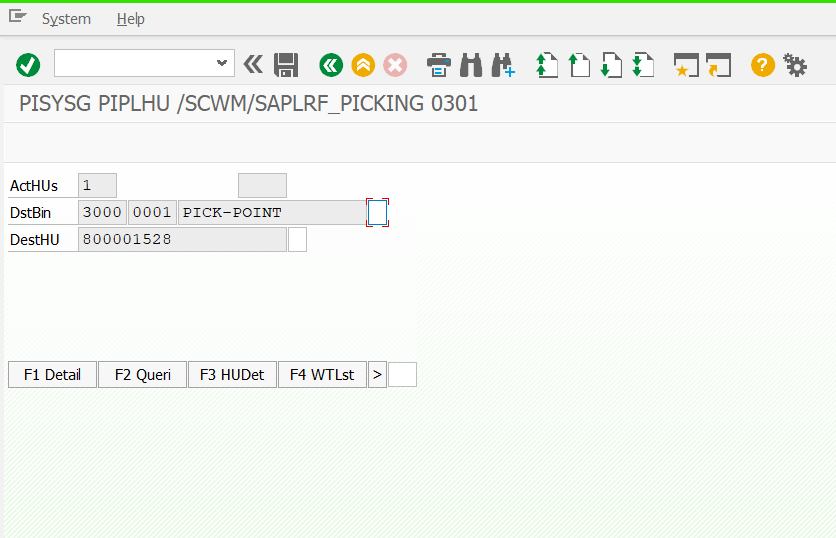 System Help
PISYSG PIPLHU /SCWM/SAPLRF_PICKING 0301
ActHUs 1
DstBin 3000 0001 PICK-POINT
DestHU 800001528
F1 Detail F2 Queri F3 HUDet F4 WTLst >